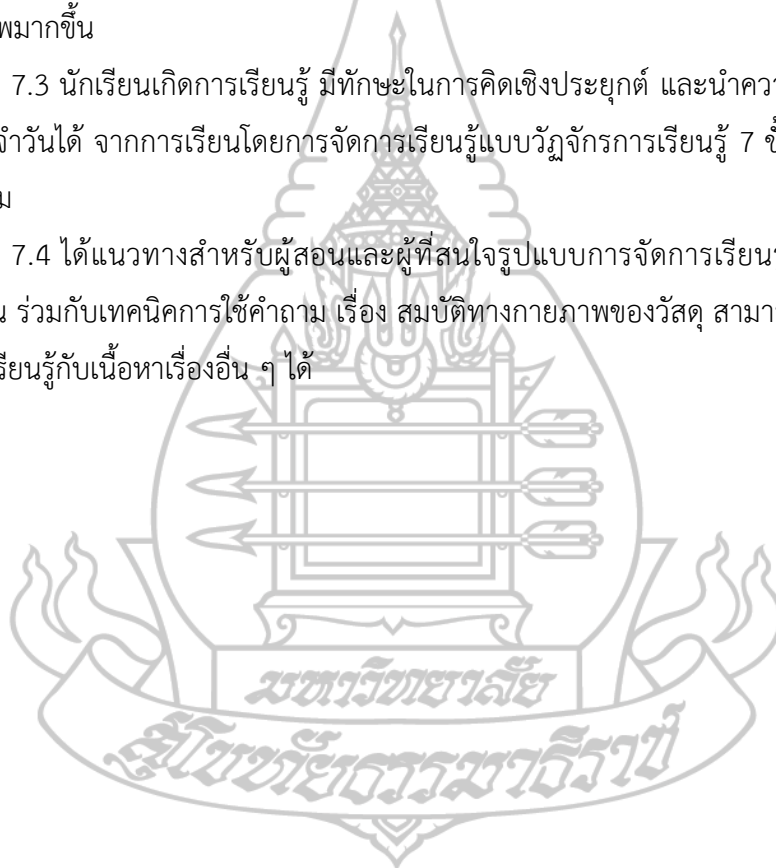 พมากขึ้น
7.3 นักเรียนเกิดการเรียนรู้ มีทักษะในการคิดเชิงประยุกต์ และนำควา
จำวันได้ จากการเรียนโดยการจัดการเรียนรู้แบบวัฏจักรการเรียนรู้ 7 ขั้
ม
7.4 ได้แนวทางสำหรับผู้สอนและผู้ที่สนใจรูปแบบการจัดการเรียนร
น ร่วมกับเทคนิคการใช้คำถาม เรื่อง สมบัติทางกายภาพของวัสดุ สามา
รียนรู้กับเนื้อหาเรื่องอื่น ๆ ได้
มหาวิทยาลัย
สุโขทัยธรรมาธิราช